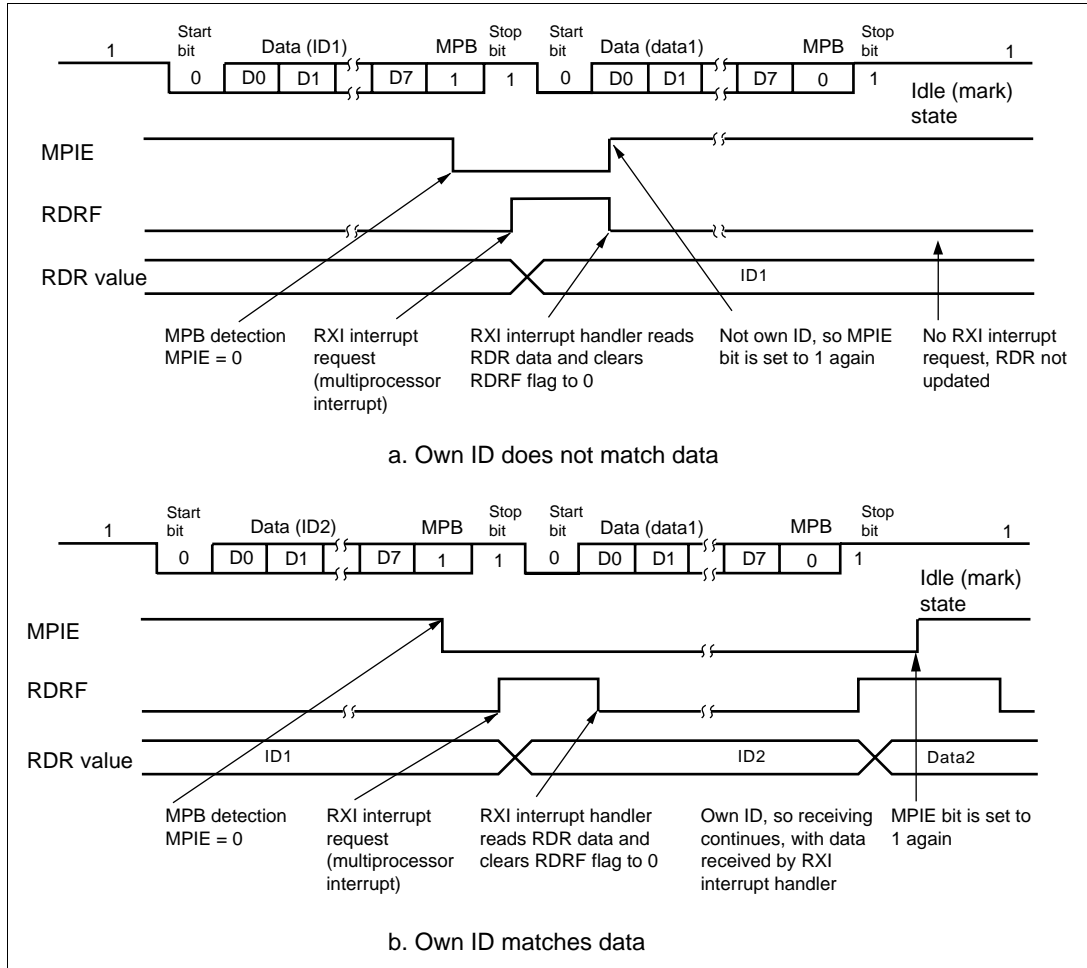 Start bit Data (ID1) MPB Stop bit Start bit Data (data1) MPB Stop bit
1 1
0 D0 D1 D7 1 1 0 D0 D1 D7 0 1
Idle (mark) state
MPIE
RDRF
RDR value ID1
MPB detection MPIE = 0
RXI interrupt request (multiprocessor interrupt)
RXI interrupt handler reads RDR data and clears RDRF flag to 0
Not own ID, so MPIE bit is set to 1 again
No RXI interrupt request, RDR not updated
a. Own ID does not match data
Start bit Data (ID2) MPB Stop bit Start bit Data (data1) MPB Stop bit
1 1
0 D0 D1 D7 1 1 0 D0 D1 D7 0 1
Idle (mark) state
MPIE
RDRF
RDR value ID1 ID2 Data2
MPB detection MPIE = 0
RXI interrupt request (multiprocessor interrupt)
RXI interrupt handler reads RDR data and clears RDRF flag to 0
Own ID, so receiving continues, with data received by RXI interrupt handler
MPIE bit is set to 1 again
b. Own ID matches data